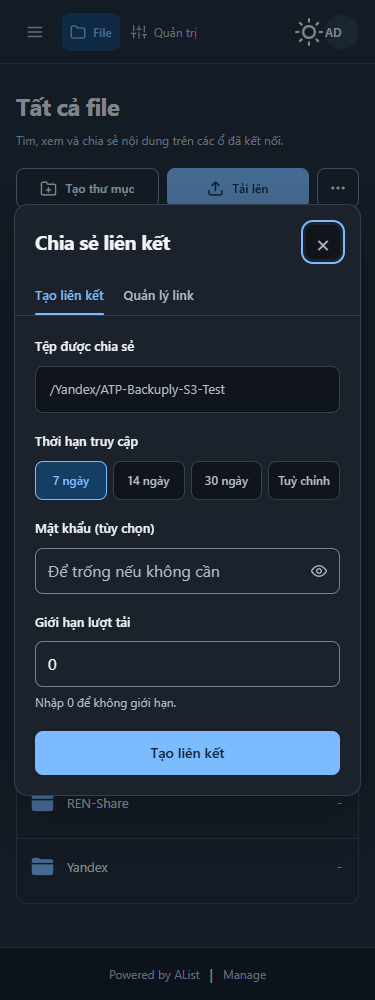 File
Quản trị
AD
Tất cả file
Tìm, xem và chia sẻ nội dung trên các ổ đã kết nối.
Tạo thư mục
Tải lên
Chia sẻ liên kết
Tạo liên kết
Quản lý link
Tệp được chia sẻ
/Yandex/ATP-Backuply-S3-Test
Thời hạn truy cập
7 ngày
14 ngày
30 ngày
Tuỳ chỉnh
Mật khẩu (tùy chọn)
Để trống nếu không cần
Giới hạn lượt tải
0
Nhập 0 để không giới hạn.
Tạo liên kết
REN-Share
-
Yandex
-
Powered by AList | Manage